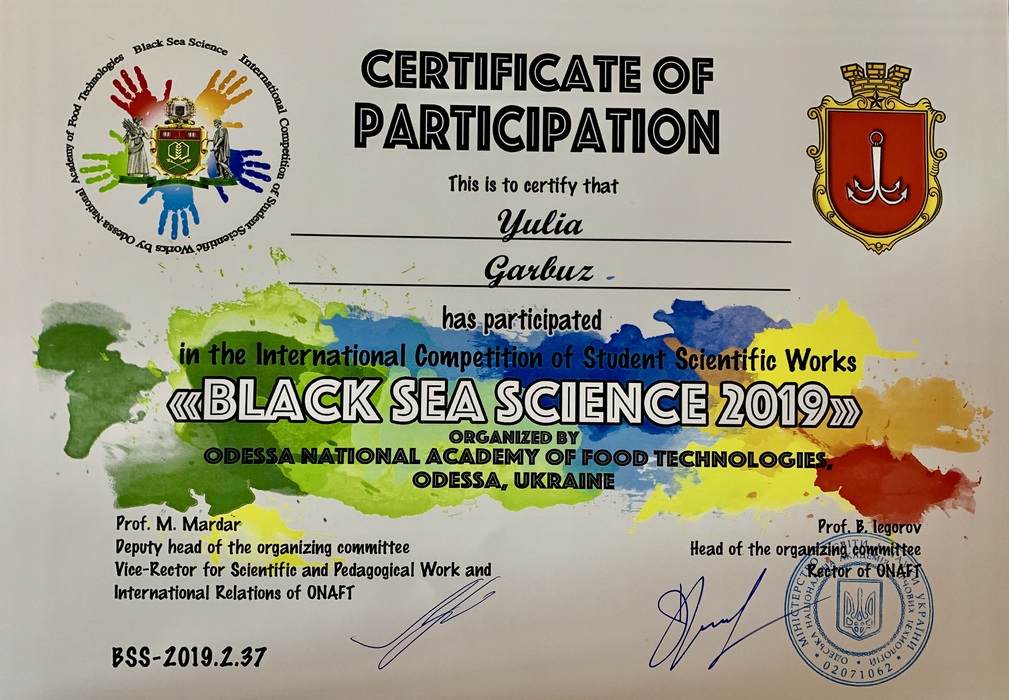 Black Sea Science International Competition of Student Scientific Works by Odessa National Academy of Food Technologies
CERTIFICATE OF
PARTICIPATION
This is to certify that
Yulia
Garbuz
has participated
in the International Competition of Student Scientific Works
«BLACK SEA SCIENCE 2019»
ORGANIZED BY
ODESSA NATIONAL ACADEMY OF FOOD TECHNOLOGIES,
ODESSA, UKRAINE
Prof. M. Mardar
Deputy head of the organizing committee
Vice-Rector for Scientific and Pedagogical Work and
International Relations of ONAFT
Prof. B. Iegorov
Head of the organizing committee
Rector of ONAFT
BSS-2019.2.37
02071062